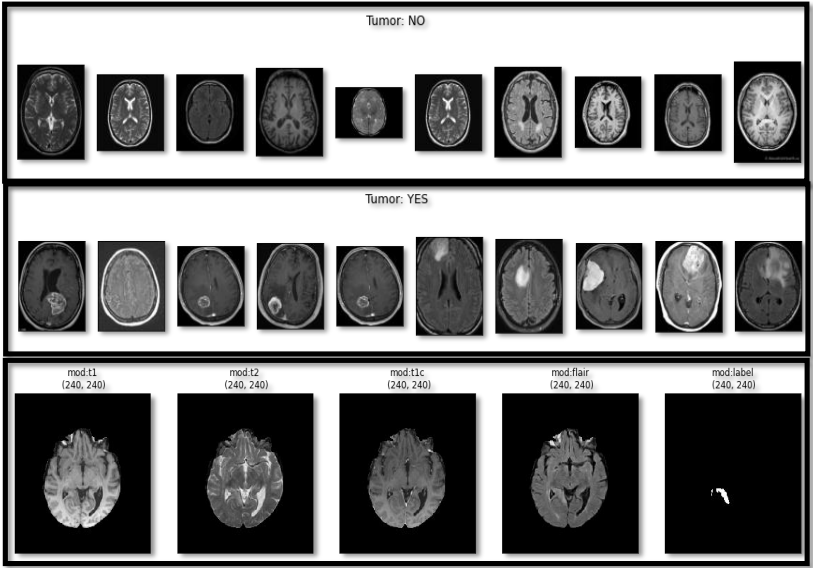 Tumor: NO
Tumor: YES
mod:t1
(240, 240)
mod:t2
(240, 240)
mod:t1c
(240, 240)
mod:flair
(240, 240)
mod:label
(240, 240)